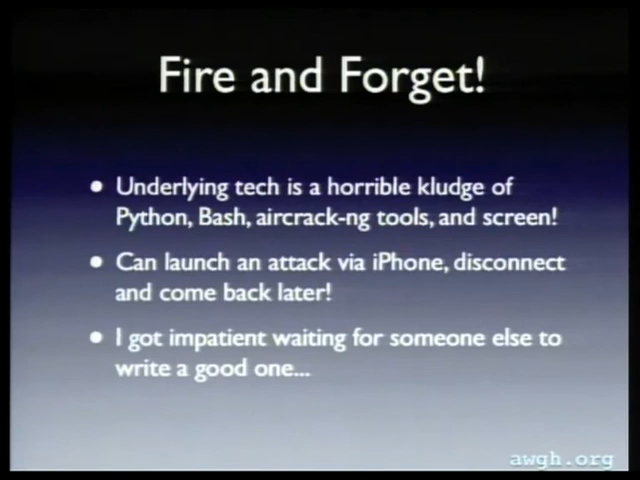 Fire and Forget!
• Underlying tech is a horrible kludge of
Python, Bash, aircrack-ng tools, and screen!
• Can launch an attack via iPhone, disconnect
and come back later!
• I got impatient waiting for someone else to
write a good one...
awgh.org